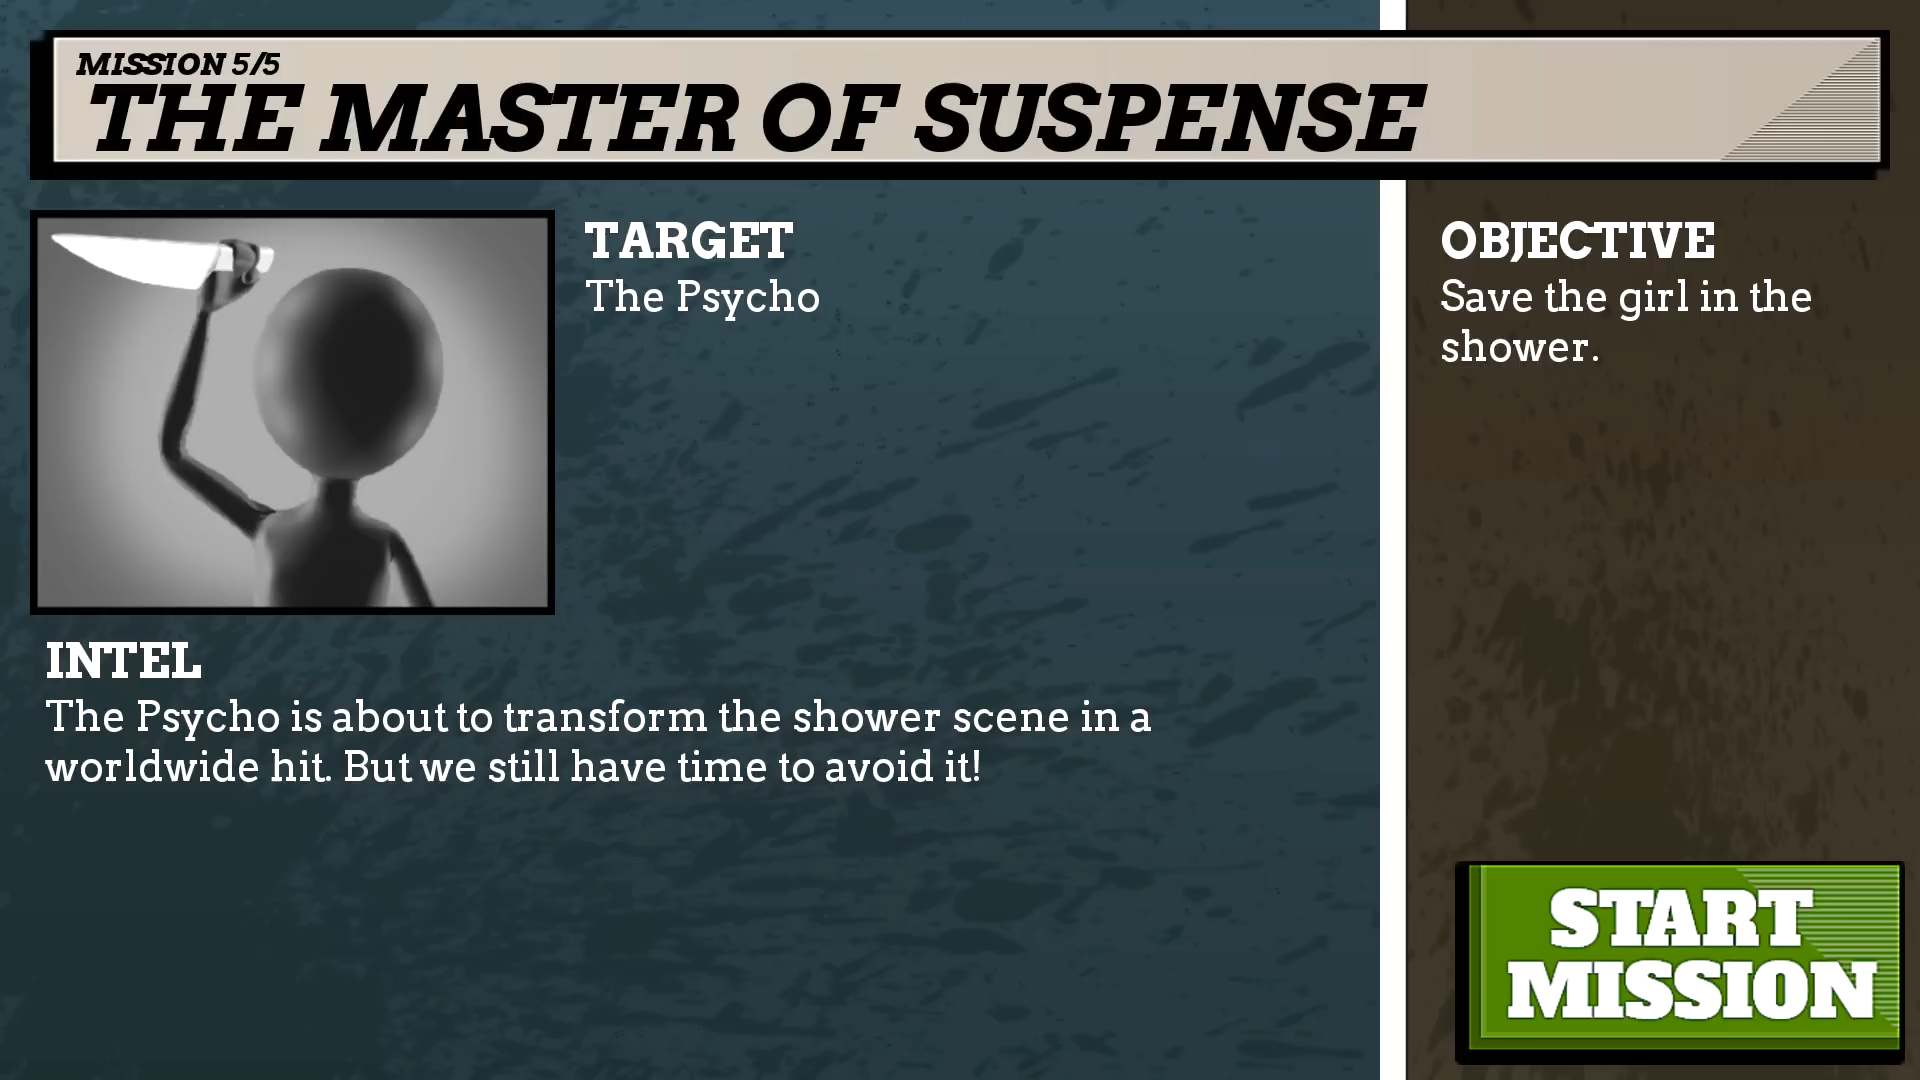 MISSION 5/5
THE MASTER OF SUSPENSE
TARGET
The Psycho
OBJECTIVE
Save the girl in the
shower.
INTEL
The Psycho is about to transform the shower scene in a
worldwide hit. But we still have time to avoid it!
START
MISSION